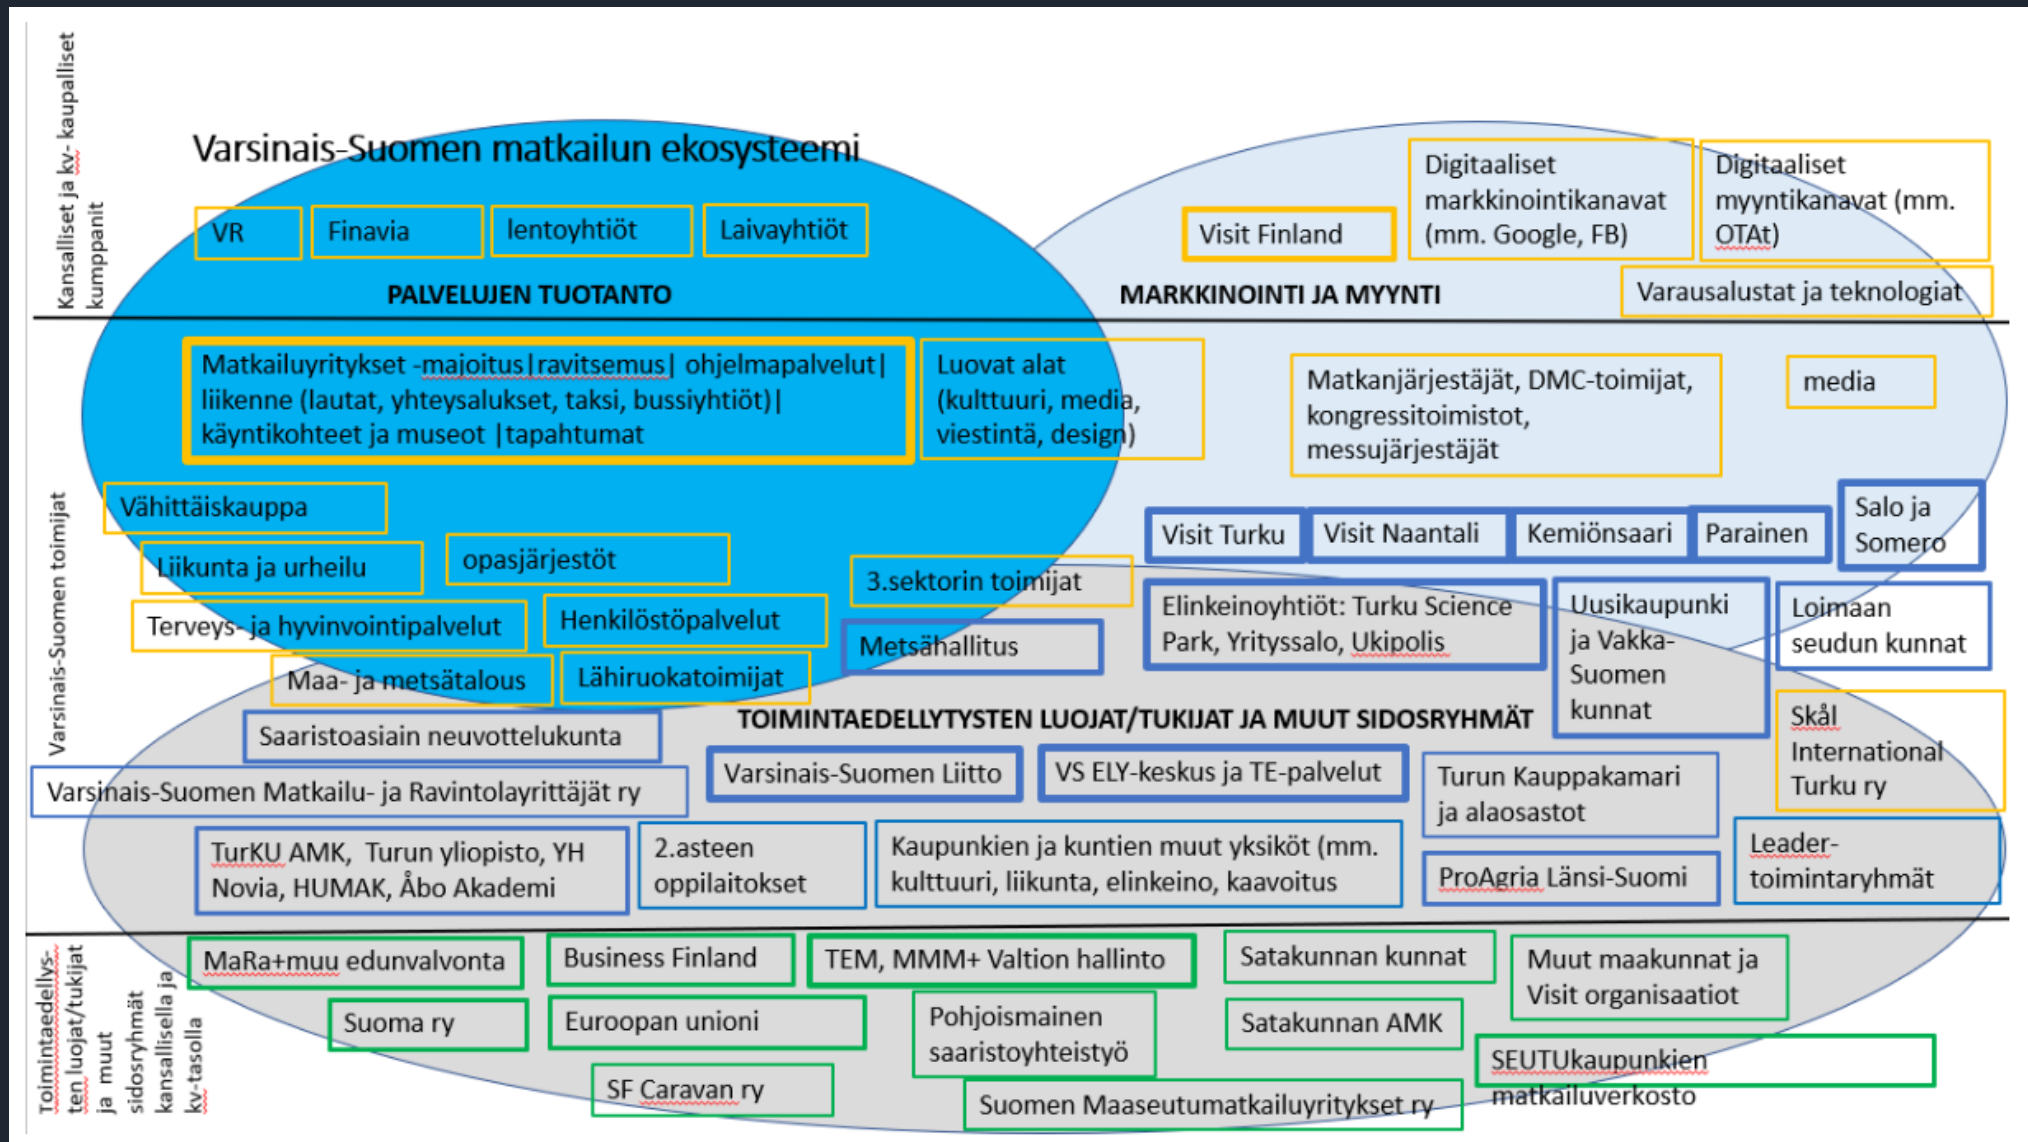 Kansalliset ja kv- kaupalliset
kumppanit
Varsinais-Suomen matkailun ekosysteemi
VR
Finavia
lentoyhtiöt
Laivayhtiöt
Visit Finland
Digitaaliset
markkinointikanavat
(mm. Google, FB)
Digitaaliset
myyntikanavat (mm.
OTAt)
Varausalustat ja teknologiat
PALVELUJEN TUOTANTO
MARKKINOINTI JA MYYNTI
Varsinais-Suomen toimijat
Matkailuyritykset -majoitus|ravitsemus| ohjelmapalvelut|
liikenne (lautat, yhteysalukset, taksi, bussiyhtiöt)|
käyntikohteet ja museot |tapahtumat
Luovat alat
(kulttuuri, media,
viestintä, design)
Matkanjärjestäjät, DMC-toimijat,
kongressitoimistot,
messujärjestäjät
media
Vähittäiskauppa
Liikunta ja urheilu
opasjärjestöt
3.sektorin toimijat
Terveys- ja hyvinvointipalvelut
Henkilöstöpalvelut
Metsähallitus
Maa- ja metsätalous
Lähiruokatoimijat
Visit Turku
Visit Naantali
Kemiönsaari
Parainen
Salo ja
Somero
Elinkeinoyhtiöt: Turku Science
Park, Yrityssalo, Ukipolis
Uusikaupunki
ja Vakka-
Suomen
kunnat
Loimaan
seudun kunnat
TOIMINTAEDELLYTYSTEN LUOJAT/TUKIJAT JA MUUT SIDOSRYHMÄT
Saaristoasiain neuvottelukunta
Varsinais-Suomen Matkailu- ja Ravintolayrittäjät ry
Varsinais-Suomen Liitto
VS ELY-keskus ja TE-palvelut
Turun Kauppakamari
ja alaosastot
Skål
International
Turku ry
TurKU AMK,  Turun yliopisto, YH
Novia, HUMAK, Åbo Akademi
2.asteen
oppilaitokset
Kaupunkien ja kuntien muut yksiköt (mm.
kulttuuri, liikunta, elinkeino, kaavoitus
ProAgria Länsi-Suomi
Leader-
toimintaryhmät
Toimintaedellys-
ten luojat/tukijat
ja muut
sidosryhmät
kansallisella ja
kv-tasolla
MaRa+muu edunvalvonta
Business Finland
TEM, MMM+ Valtion hallinto
Satakunnan kunnat
Muut maakunnat ja
Visit organisaatiot
Suoma ry
Euroopan unioni
Pohjoismainen
saaristoyhteistyö
Satakunnan AMK
SEUTUkaupunkien
matkailuverkosto
SF Caravan ry
Suomen Maaseutumatkailuyritykset ry